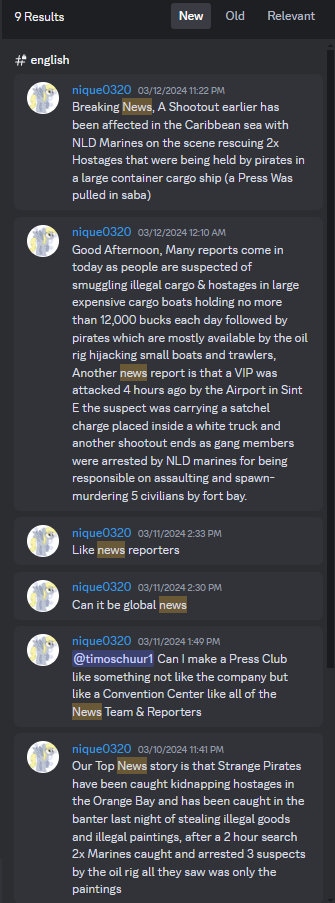 9 Results
New
Old
Relevant
english
nique0320 03/12/2024 11:22 PM
Breaking News, A Shootout earlier has
been affected in the Caribbean sea with
NLD Marines on the scene rescuing 2x
Hostages that were being held by pirates in
a large container cargo ship (a Press Was
pulled in saba)
nique0320 03/12/2024 12:10 AM
Good Afternoon, Many reports come in
today as people are suspected of
smuggling illegal cargo & hostages in large
expensive cargo boats holding no more
than 12,000 bucks each day followed by
pirates which are mostly available by the oil
rig hijacking small boats and trawlers,
Another news report is that a VIP was
attacked 4 hours ago by the Airport in Sint
E the suspect was carrying a satchel
charge placed inside a white truck and
another shootout ends as gang members
were arrested by NLD marines for being
responsible on assaulting and spawn-
murdering 5 civilians by fort bay.
nique0320 03/11/2024 2:33 PM
Like news reporters
nique0320 03/11/2024 2:30 PM
Can it be global news
nique0320 03/11/2024 1:49 PM
@timoschuur1 Can I make a Press Club
like something not like the company but
like a Convention Center like all of the
News Team & Reporters
nique0320 03/10/2024 11:41 PM
Our Top News story is that Strange Pirates
have been caught kidnapping hostages in
the Orange Bay and has been caught in the
banter last night of stealing illegal goods
and illegal paintings, after a 2 hour search
2x Marines caught and arrested 3 suspects
by the oil rig all they saw was only the
paintings